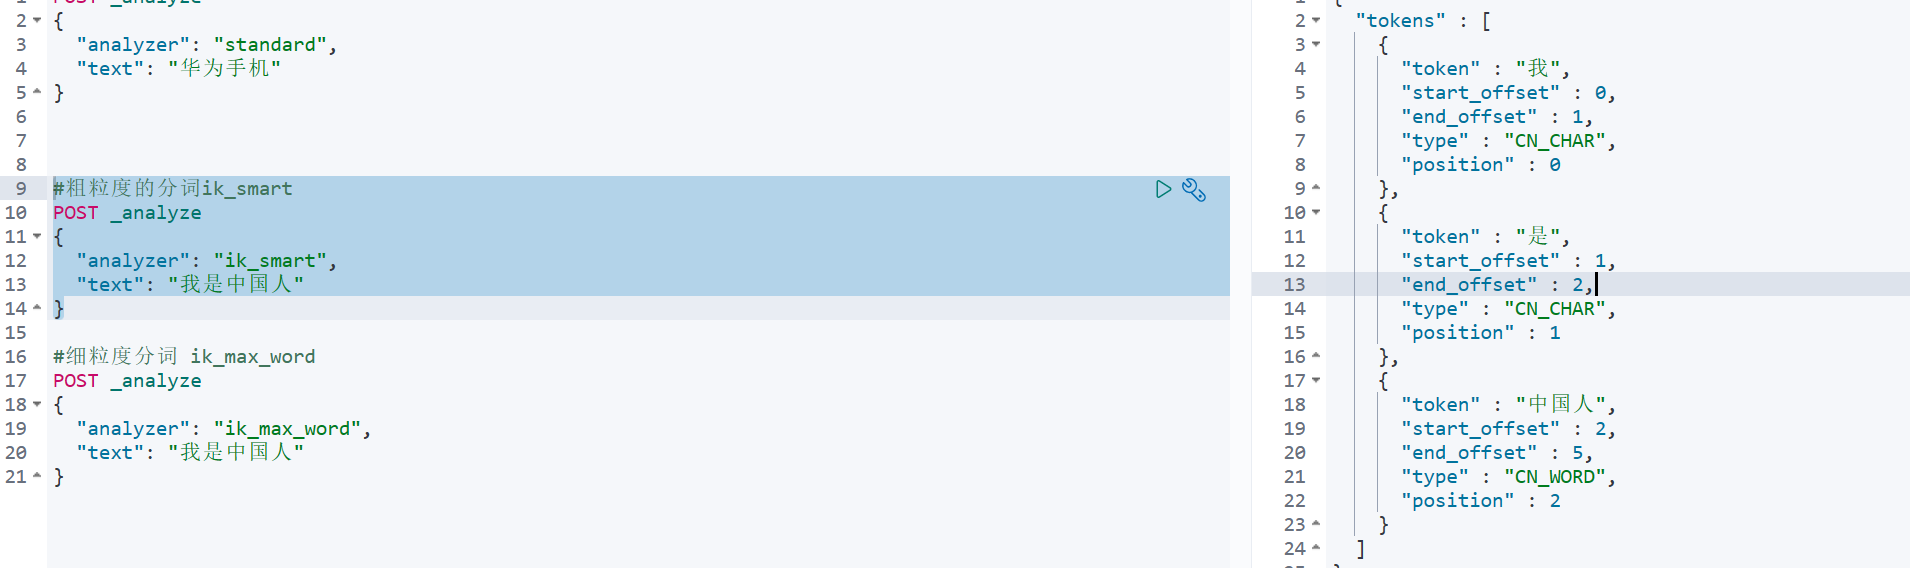 POST _analyze
2 {
3 "analyzer": "standard",
4 "text": "华为手机"
5 }
6
7
8
9 #粗粒度的分词ik_smart
10 POST _analyze
11 {
12 "analyzer": "ik_smart",
13 "text": "我是中国人"
14 }
15
16 #细粒度分词 ik_max_word
17 POST _analyze
18 {
19 "analyzer": "ik_max_word",
20 "text": "我是中国人"
21 }
{
2 "tokens" : [
3 {
4 "token" : "我",
5 "start_offset" : 0,
6 "end_offset" : 1,
7 "type" : "CN_CHAR",
8 "position" : 0
9 },
10 {
11 "token" : "是",
12 "start_offset" : 1,
13 "end_offset" : 2,
14 "type" : "CN_CHAR",
15 "position" : 1
16 },
17 {
18 "token" : "中国人",
19 "start_offset" : 2,
20 "end_offset" : 5,
21 "type" : "CN_WORD",
22 "position" : 2
23 }
24 ]